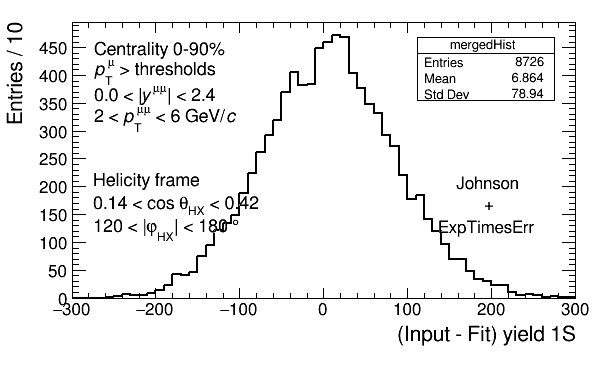 Entries / 10
450
400
350
300
250
200
150
100
50
0
Centrality 0-90%
p_T^μ > thresholds
0.0 < |y^μμ| < 2.4
2 < p_T^μμ < 6 GeV/c
Helicity frame
0.14 < cos θ_HX < 0.42
120 < |φ_HX| < 180 °
mergedHist
Entries 8726
Mean 6.864
Std Dev 78.94
Johnson
+
ExpTimesErr
−300 −200 −100 0 100 200 300
(Input - Fit) yield 1S